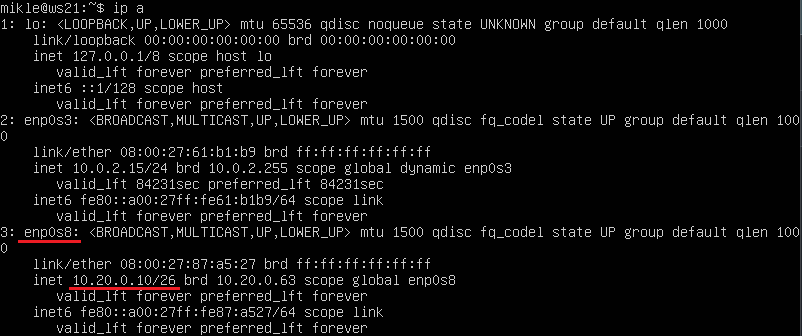 mikle@ws21:~$ ip a
1: lo: <LOOPBACK,UP,LOWER_UP> mtu 65536 qdisc noqueue state UNKNOWN group default qlen 1000
    link/loopback 00:00:00:00:00:00 brd 00:00:00:00:00:00
    inet 127.0.0.1/8 scope host lo
       valid_lft forever preferred_lft forever
    inet6 ::1/128 scope host
       valid_lft forever preferred_lft forever
2: enp0s3: <BROADCAST,MULTICAST,UP,LOWER_UP> mtu 1500 qdisc fq_codel state UP group default qlen 100
0
    link/ether 08:00:27:61:b1:b9 brd ff:ff:ff:ff:ff:ff
    inet 10.0.2.15/24 brd 10.0.2.255 scope global dynamic enp0s3
       valid_lft 84231sec preferred_lft 84231sec
    inet6 fe80::a00:27ff:fe61:b1b9/64 scope link
       valid_lft forever preferred_lft forever
3: enp0s8: <BROADCAST,MULTICAST,UP,LOWER_UP> mtu 1500 qdisc fq_codel state UP group default qlen 100
0
    link/ether 08:00:27:87:a5:27 brd ff:ff:ff:ff:ff:ff
    inet 10.20.0.10/26 brd 10.20.0.63 scope global enp0s8
       valid_lft forever preferred_lft forever
    inet6 fe80::a00:27ff:fe87:a527/64 scope link
       valid_lft forever preferred_lft forever